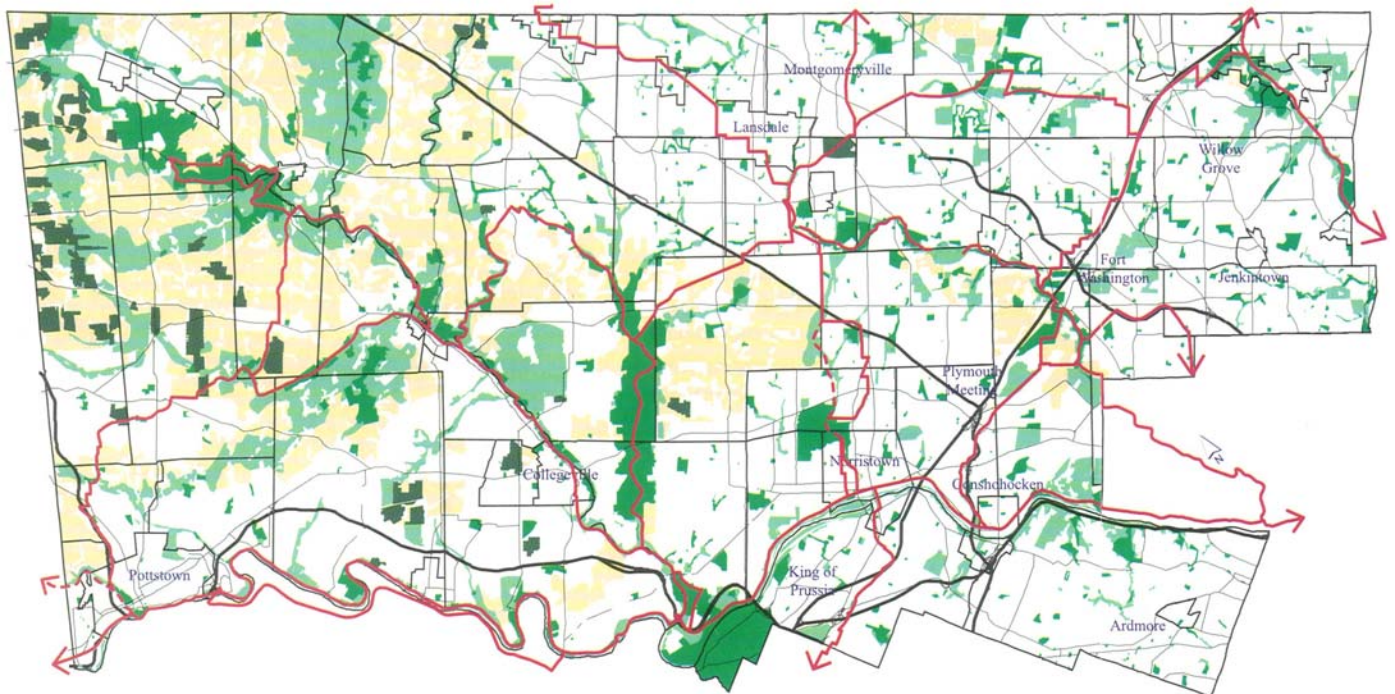 Montgomeryville
Lansdale
Willow
Grove
Fort
Washington
Jenkintown
Plymouth
Meeting
Norristown
Collegeville
Conshohocken
N
Pottstown
King of
Prussia
Ardmore